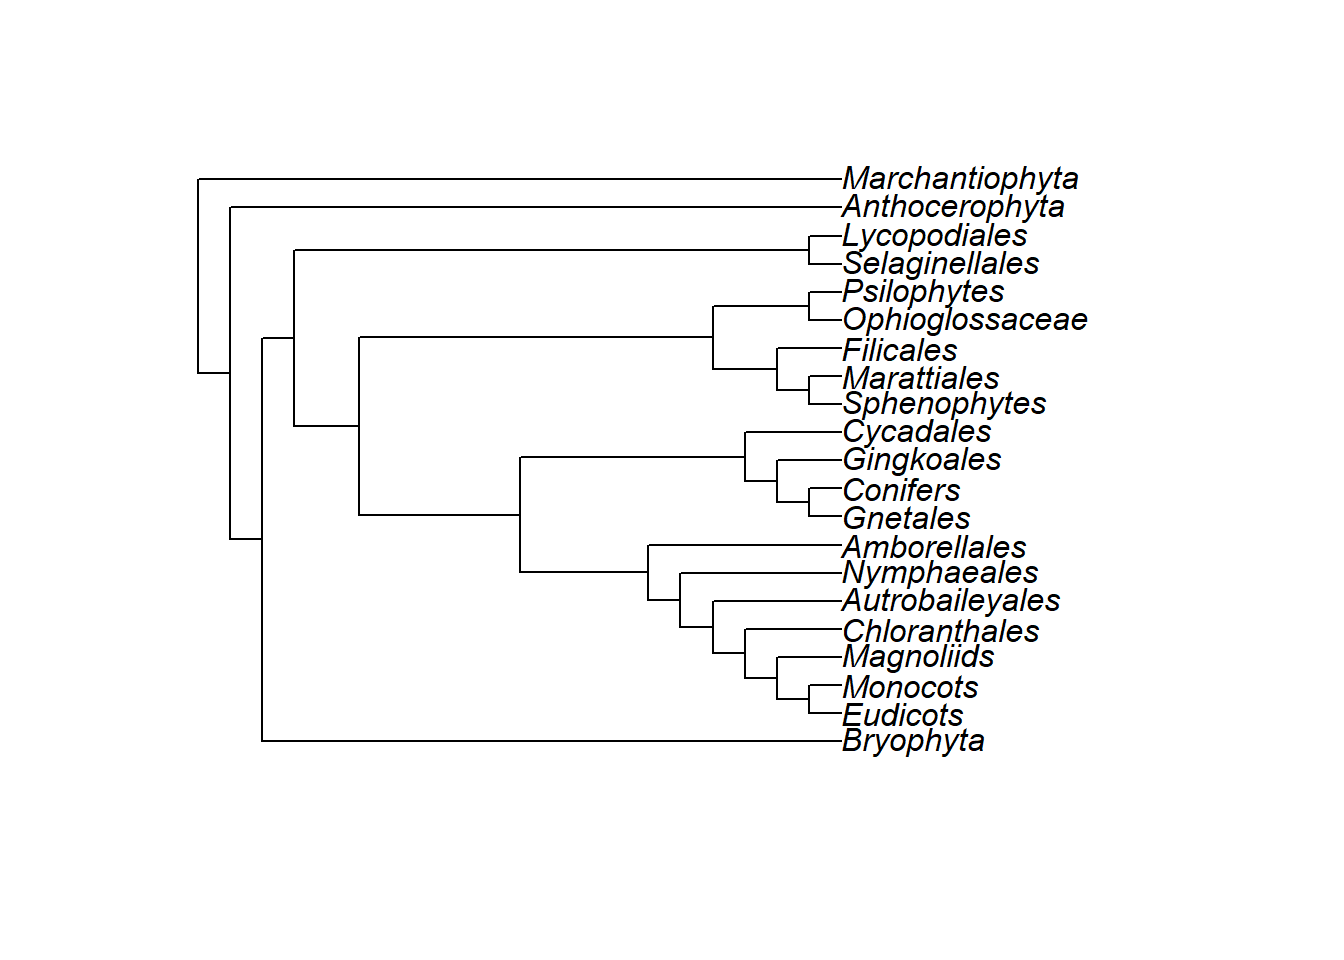 Marchantiophyta
Anthocerophyta
Lycopodiales
Selaginellales
Psilophytes
Ophioglossaceae
Filicales
Marattiales
Sphenophytes
Cycadales
Gingkoales
Conifers
Gnetales
Amborellales
Nymphaeales
Autrobaileyales
Chloranthales
Magnoliids
Monocots
Eudicots
Bryophyta